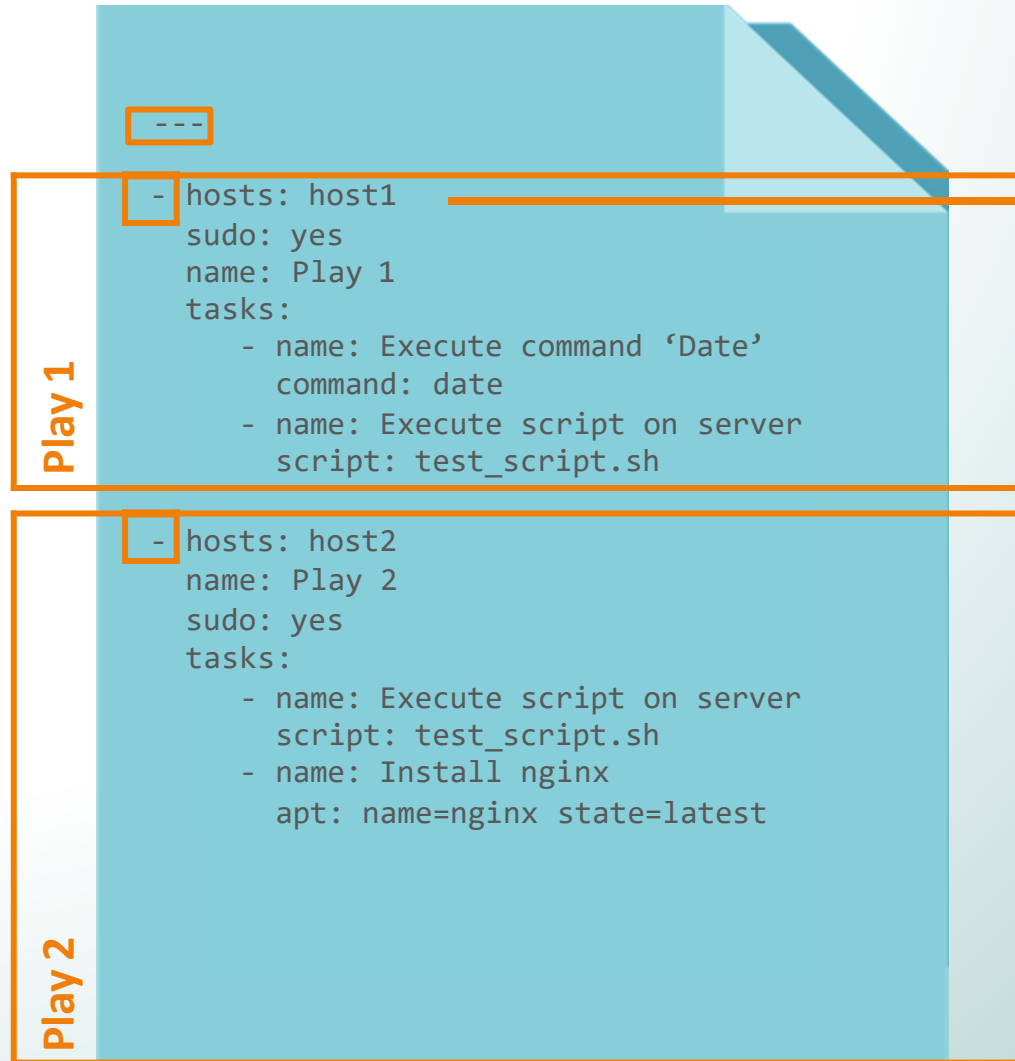 ---
- hosts: host1
sudo: yes
name: Play 1
tasks:
- name: Execute command ‘Date’
command: date
- name: Execute script on server
script: test_script.sh
Play 1
- hosts: host2
name: Play 2
sudo: yes
tasks:
- name: Execute script on server
script: test_script.sh
- name: Install nginx
apt: name=nginx state=latest
Play 2